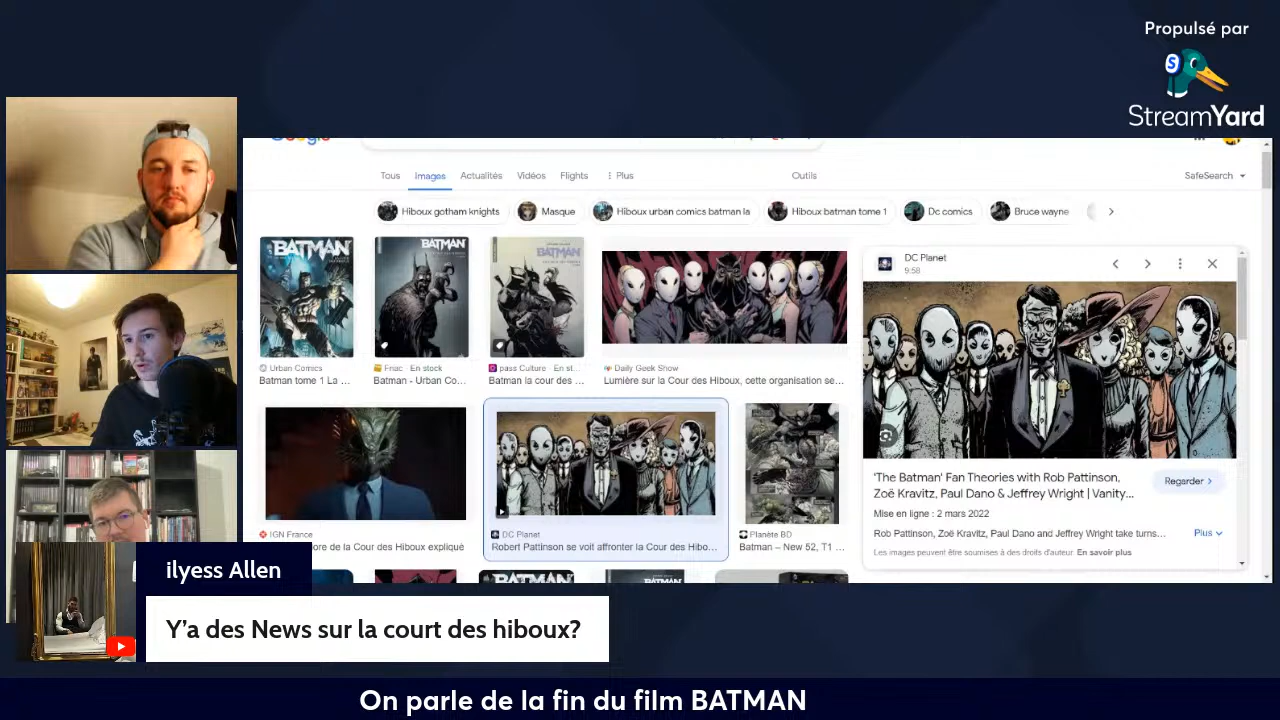 Propulsé par
StreamYard
Google
Tous
Images
Actualités
Vidéos
Flights
Plus
Outils
SafeSearch
Hiboux gotham knights
Masque
Hiboux urban comics batman la
Hiboux batman tome 1
Dc comics
Bruce wayne
BATMAN
BATMAN
BATMAN
Urban Comics
Batman tome 1 La ...
Fnac · En stock
Batman - Urban Co...
pass Culture · En st...
Batman la cour des ...
Daily Geek Show
Lumière sur la Cour des Hiboux, cette organisation se...
IGN France
ore de la Cour des Hiboux expliqué
DC Planet
Robert Pattinson se voit affronter la Cour des Hibo...
Planète BD
Batman – New 52, T1 ...
BATMAN
DC Planet
9:58
'The Batman' Fan Theories with Rob Pattinson,
Zoë Kravitz, Paul Dano & Jeffrey Wright | Vanity...
Regarder
Mise en ligne : 2 mars 2022
Rob Pattinson, Zoë Kravitz, Paul Dano and Jeffrey Wright take turns...
Plus
Les images peuvent être soumises à des droits d'auteur En savoir plus
ilyess Allen
Y'a des News sur la court des hiboux?
On parle de la fin du film BATMAN